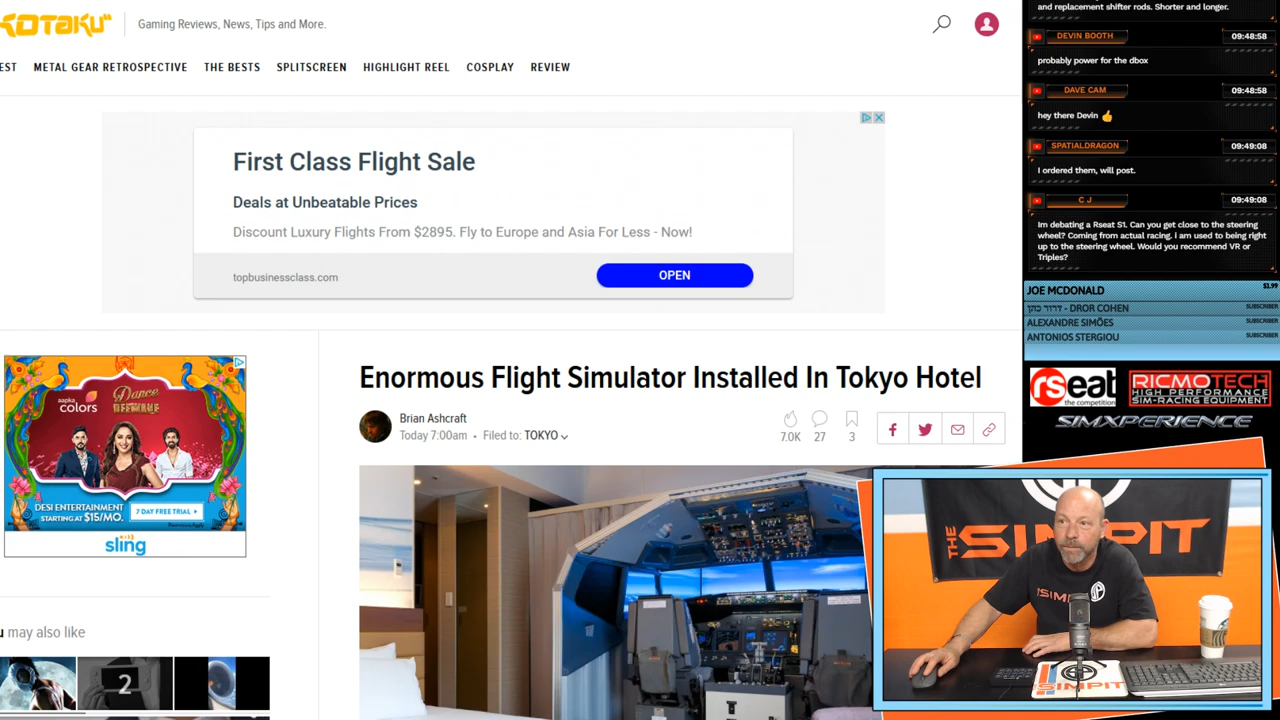 KOTAKU
Gaming Reviews, News, Tips and More.
EST METAL GEAR RETROSPECTIVE THE BESTS SPLITSCREEN HIGHLIGHT REEL COSPLAY REVIEW
First Class Flight Sale
Deals at Unbeatable Prices
Discount Luxury Flights From $2895. Fly to Europe and Asia For Less - Now!
topbusinessclass.com
OPEN
aapka
colors
Dance
DEEWANE
DESI ENTERTAINMENT
STARTING AT $15/MO.
7 DAY FREE TRIAL
sling
u may also like
2
Enormous Flight Simulator Installed In Tokyo Hotel
Brian Ashcraft
Today 7:00am • Filed to: TOKYO
7.0K 27 3
and replacement shifter rods. Shorter and longer.
DEVIN BOOTH 09:48:58
probably power for the dbox
DAVE CAM 09:48:58
hey there Devin 👍
SPATIALDRAGON 09:49:08
I ordered them, will post.
C J 09:49:08
Im debating a Rseat S1. Can you get close to the steering
wheel? Coming from actual racing. i am used to being right
up to the steering wheel. Would you recommend VR or
Triples?
JOE MCDONALD $1.99
דרור כהן - DROR COHEN SUBSCRIBER
ALEXANDRE SIMÕES SUBSCRIBER
ANTONIOS STERGIOU SUBSCRIBER
rseat
the competition
RICMOTECH
HIGH PERFORMANCE
SIM-RACING EQUIPMENT
SIMXPERIENCE
THE SIMPIT
SIMPIT